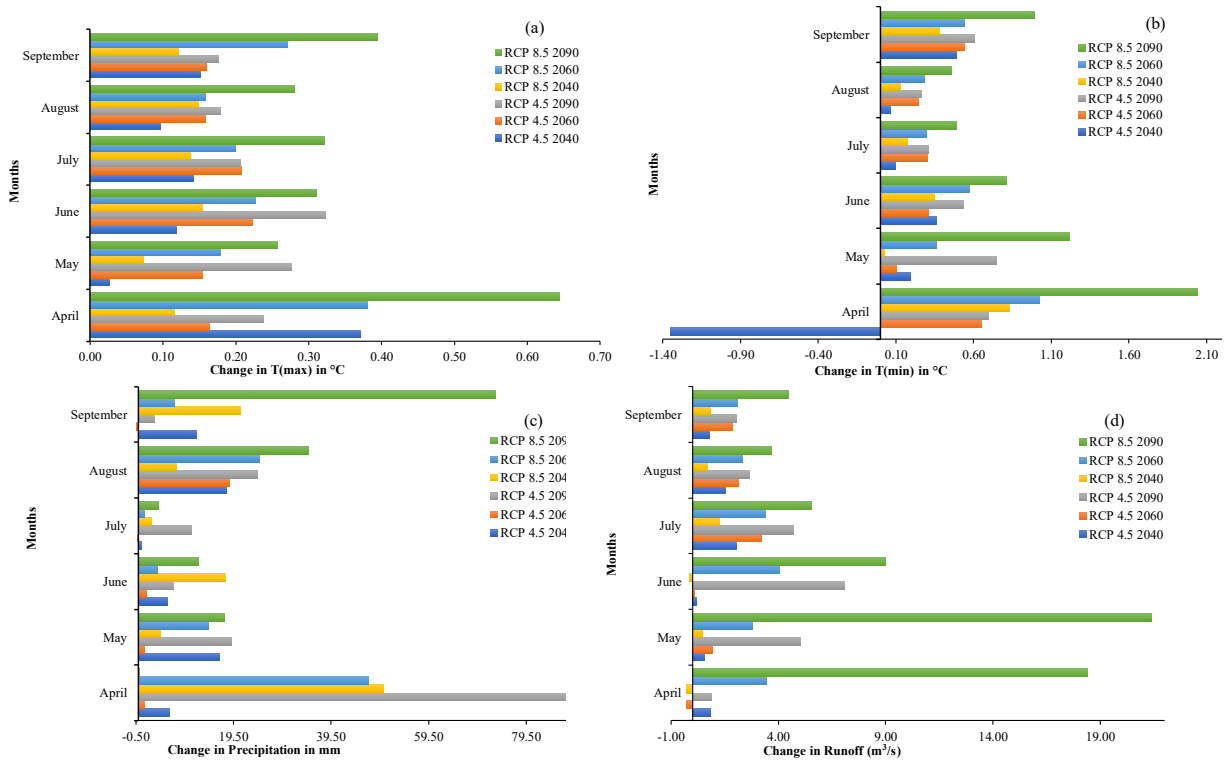 (a)
September
August
July
June
May
April
Months
RCP 8.5 2090
RCP 8.5 2060
RCP 8.5 2040
RCP 4.5 2090
RCP 4.5 2060
RCP 4.5 2040
0.00 0.10 0.20 0.30 0.40 0.50 0.60 0.70
Change in T(max) in °C
(b)
September
August
July
June
May
April
Months
RCP 8.5 2090
RCP 8.5 2060
RCP 8.5 2040
RCP 4.5 2090
RCP 4.5 2060
RCP 4.5 2040
-1.40 -0.90 -0.40 0.10 0.60 1.10 1.60 2.10
Change in T(min) in °C
(c)
September
August
July
June
May
April
Months
RCP 8.5 209
RCP 8.5 206
RCP 8.5 204
RCP 4.5 209
RCP 4.5 206
RCP 4.5 204
-0.50 19.50 39.50 59.50 79.50
Change in Precipitation in mm
(d)
September
August
July
June
May
April
Months
RCP 8.5 2090
RCP 8.5 2060
RCP 8.5 2040
RCP 4.5 2090
RCP 4.5 2060
RCP 4.5 2040
-1.00 4.00 9.00 14.00 19.00
Change in Runoff (m³/s)